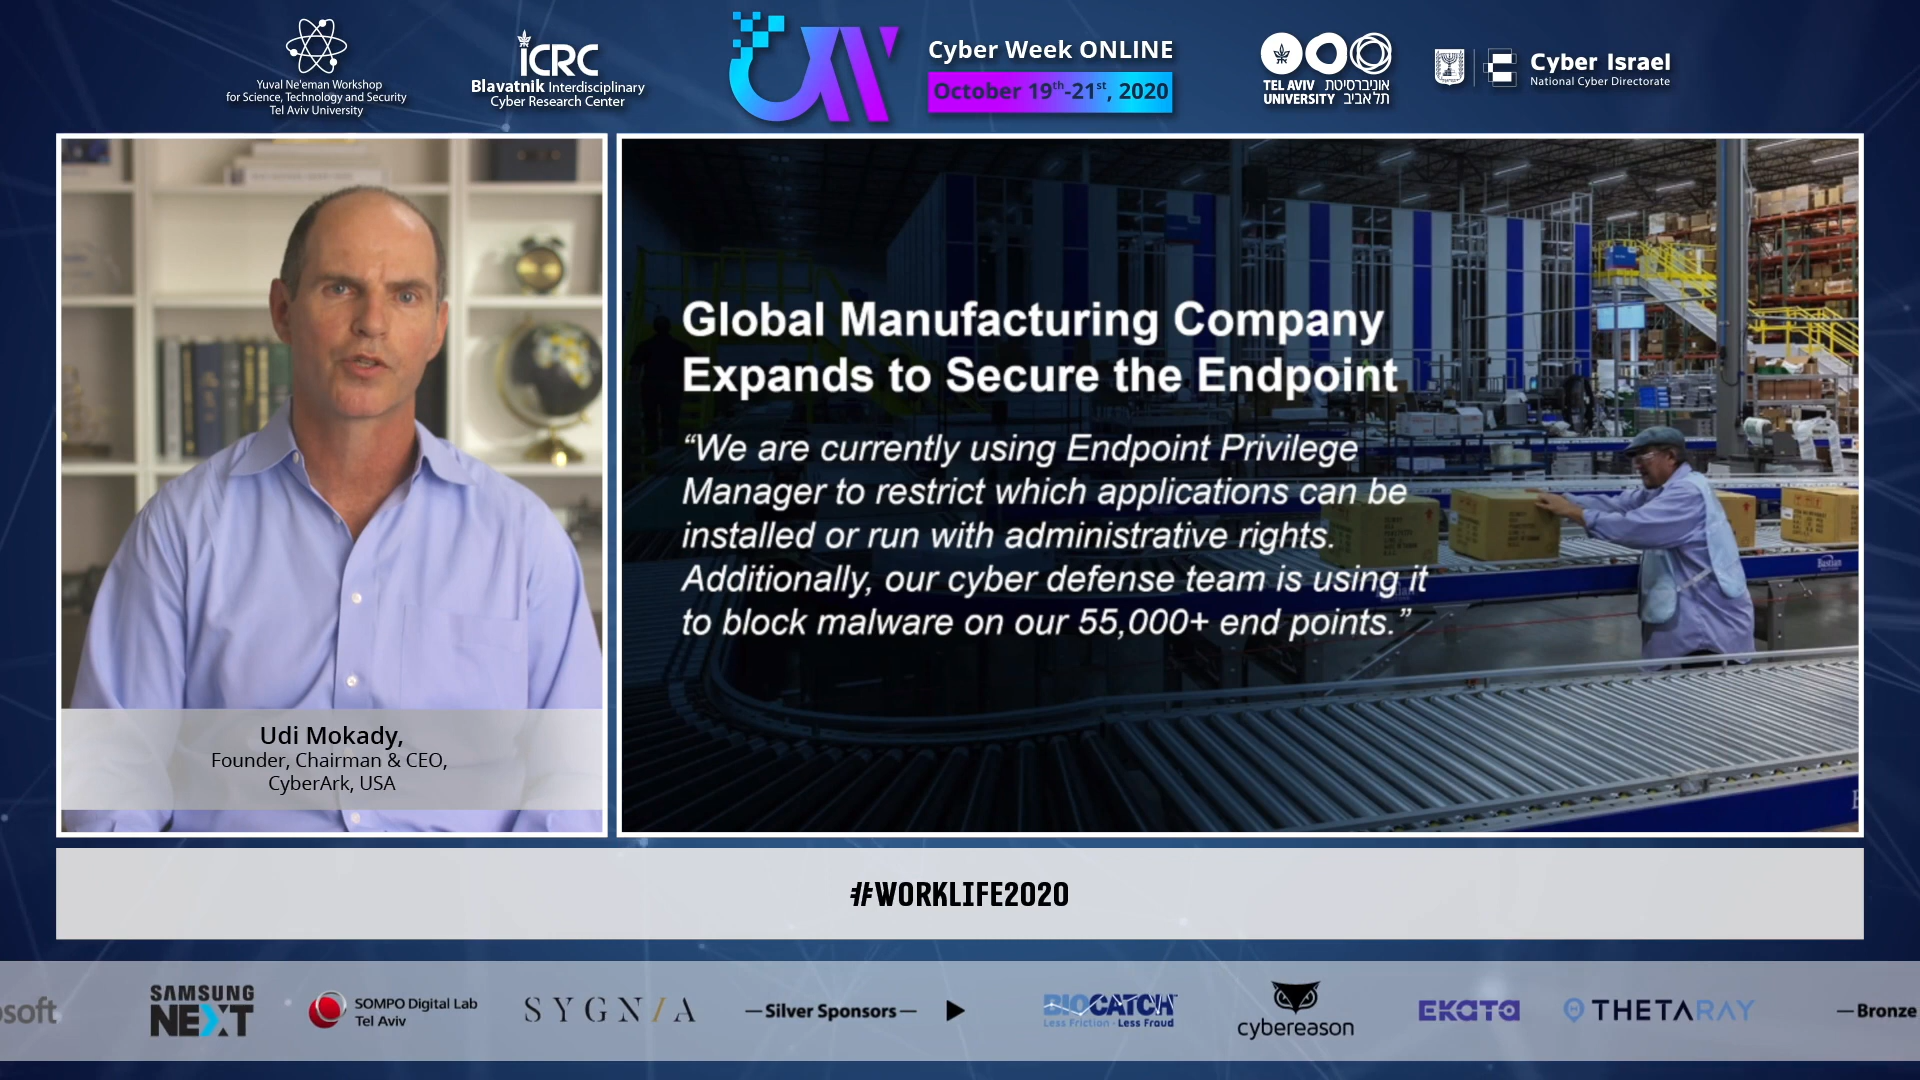 Yuval Ne'eman Workshop
for Science, Technology and Security
Tel Aviv University
ICRC
Blavatnik Interdisciplinary
Cyber Research Center
Cyber Week ONLINE
October 19th-21st, 2020
TEL AVIV אוניברסיטת
UNIVERSITY תל אביב
Cyber Israel
National Cyber Directorate
Global Manufacturing Company
Expands to Secure the Endpoint
“We are currently using Endpoint Privilege
Manager to restrict which applications can be
installed or run with administrative rights.
Additionally, our cyber defense team is using it
to block malware on our 55,000+ end points.”
Bastian
Udi Mokady,
Founder, Chairman & CEO,
CyberArk, USA
#WORKLIFE2020
osoft
SAMSUNG
NEXT
SOMPO Digital Lab
Tel Aviv
SYGNIA
—Silver Sponsors—
BIOCATCH
Less Friction · Less Fraud
cybereason
EKATA
THETARAY
—Bronze